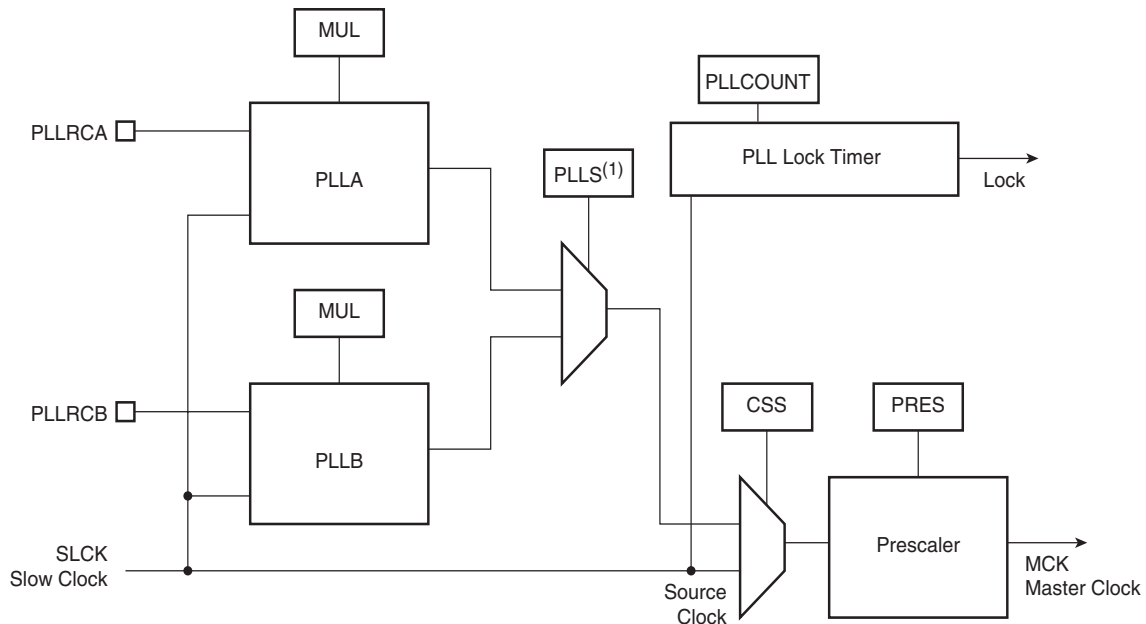 MUL
PLLCOUNT
PLLRCA
PLLA
PLL Lock Timer
PLLS(1)
Lock
MUL
PLLRCB
PLLB
CSS
PRES
SLCK
Slow Clock
Source
Clock
Prescaler
MCK
Master Clock